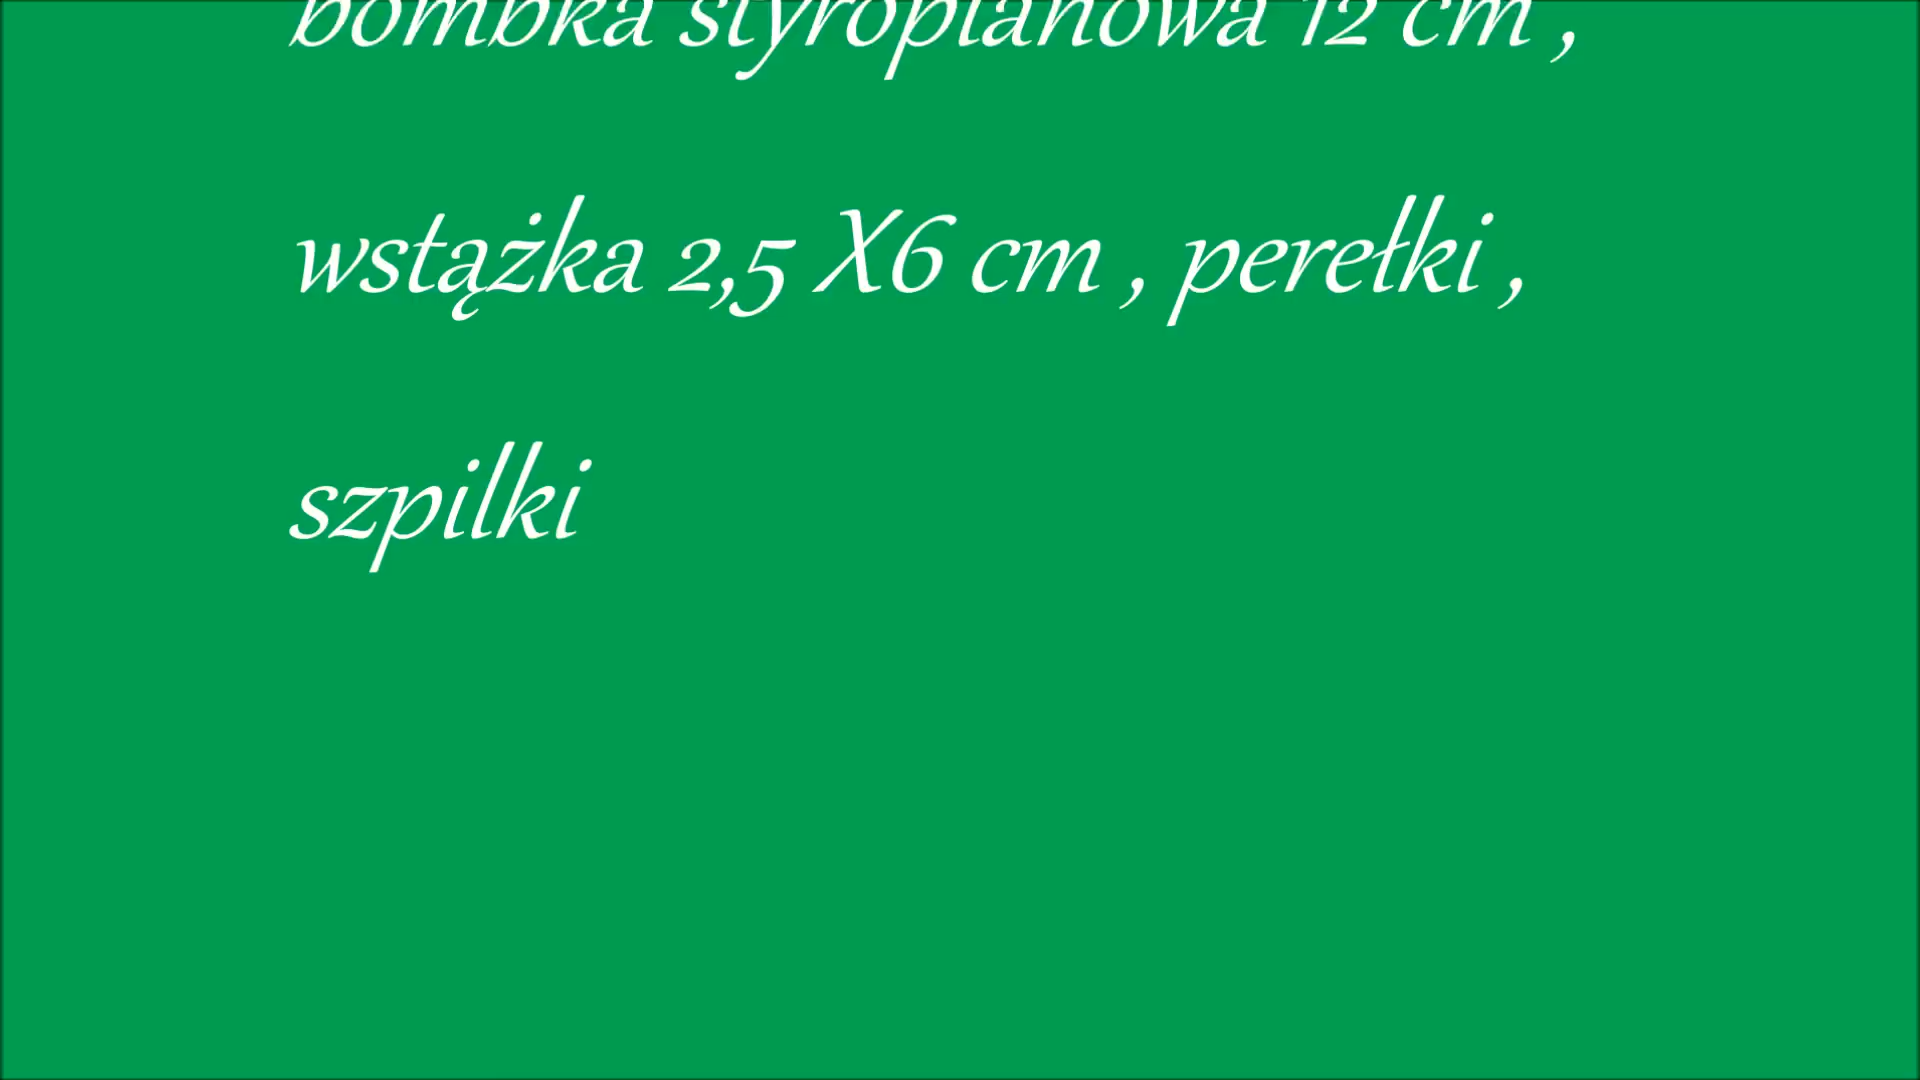 bombka styropianowa 12 cm ,
wstążka 2,5 X6 cm , perełki ,
szpilki